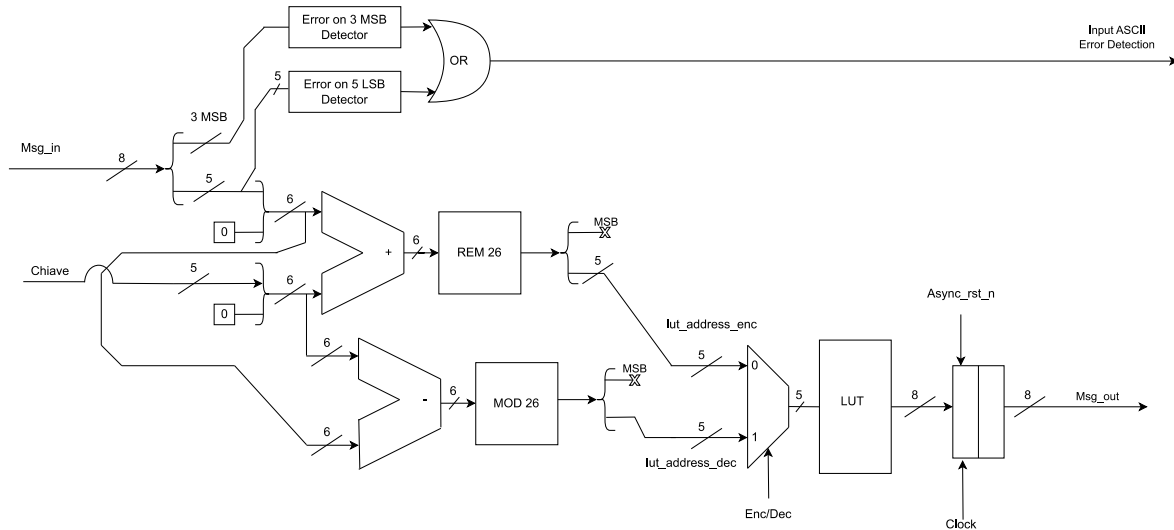 Error on 3 MSB
Detector
Input ASCII
Error Detection
OR
5
Error on 5 LSB
Detector
3 MSB
Msg_in
8
5
6
0
MSB
+
6
REM 26
5
Chiave
5
6
0
Async_rst_n
lut_address_enc
6
MSB
5
0
-
6
MOD 26
5
LUT
8
8
Msg_out
6
5
1
lut_address_dec
Enc/Dec
Clock